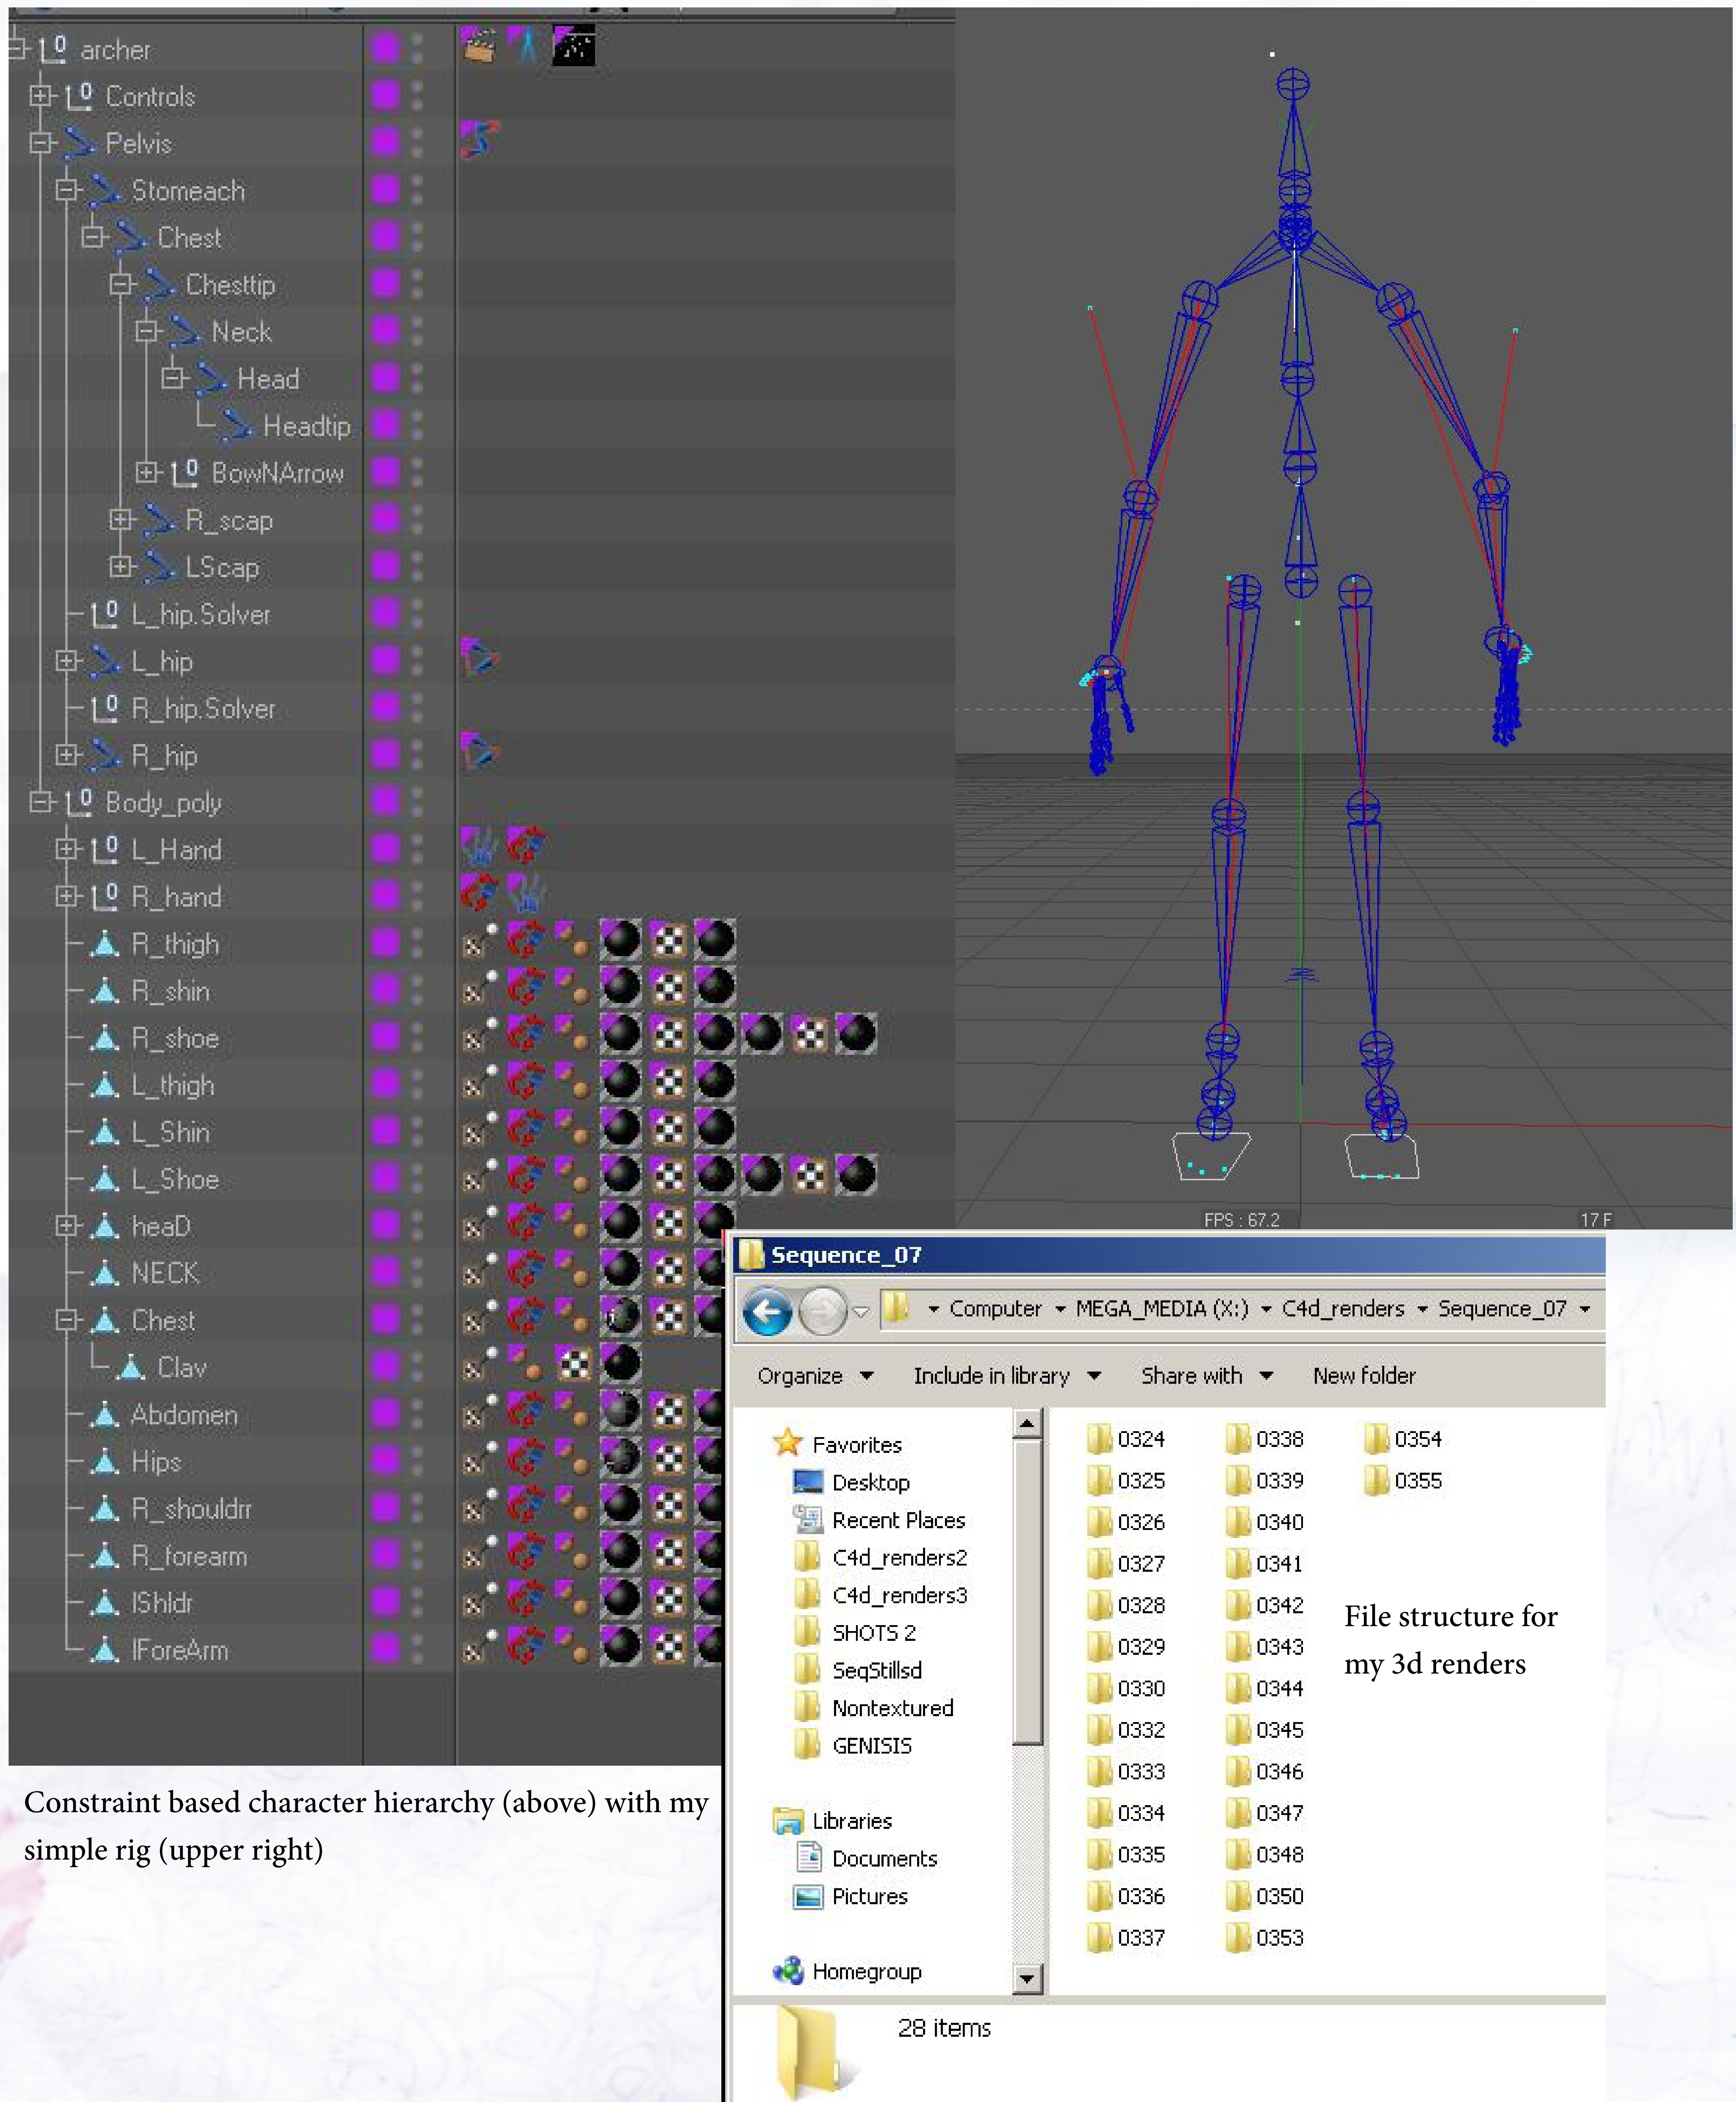 archer
Controls
Pelvis
Stomeach
Chest
Chesttip
Neck
Head
Headtip
BowNArrow
R_scap
LScap
L_hip.Solver
L_hip
R_hip.Solver
R_hip
Body_poly
L_Hand
R_hand
R_thigh
R_shin
R_shoe
L_thigh
L_Shin
L_Shoe
heaD
NECK
Chest
Clav
Abdomen
Hips
R_shouldrr
R_forearm
lShldr
lForeArm
FPS : 67.2
17 F
Constraint based character hierarchy (above) with my
simple rig (upper right)
Sequence_07
Computer MEGA_MEDIA (X:) C4d_renders Sequence_07
Organize Include in library Share with New folder
Favorites
Desktop
Recent Places
C4d_renders2
C4d_renders3
SHOTS 2
SeqStillsd
Nontextured
GENISIS
Libraries
Documents
Pictures
Homegroup
0324
0325
0326
0327
0328
0329
0330
0332
0333
0334
0335
0336
0337
0338
0339
0340
0341
0342
0343
0344
0345
0346
0347
0348
0350
0353
0354
0355
File structure for
my 3d renders
28 items